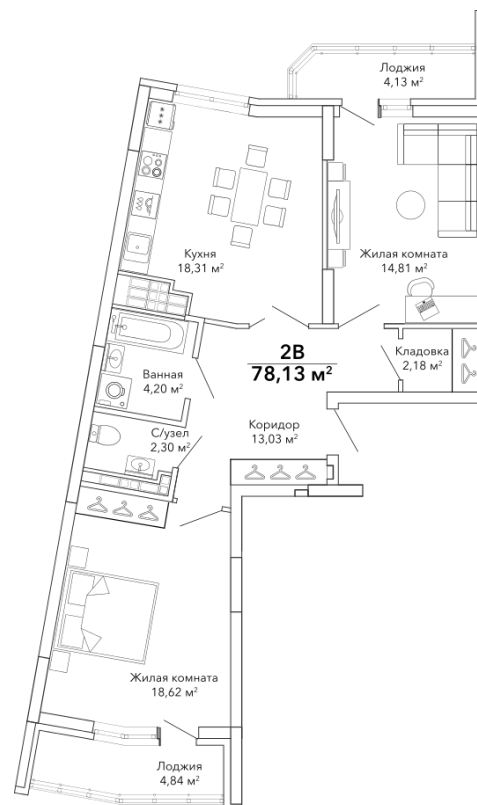 Лоджия
4,13 м²
Кухня
18,31 м²
Жилая комната
14,81 м²
2В
78,13 м²
Кладовка
2,18 м²
Ванная
4,20 м²
С/узел
2,30 м²
Коридор
13,03 м²
Жилая комната
18,62 м²
Лоджия
4,84 м²